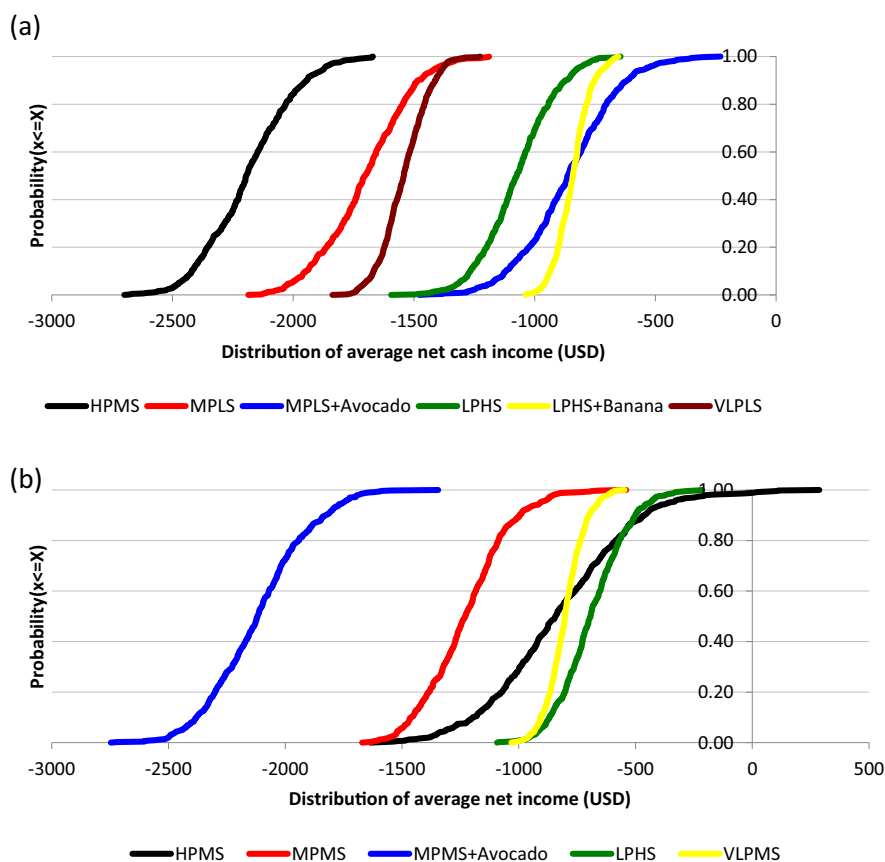 (a)
Probability(x<=X)
1.00
0.80
0.60
0.40
0.20
0.00
-3000 -2500 -2000 -1500 -1000 -500 0
Distribution of average net cash income (USD)
HPMS MPLS MPLS+Avocado LPHS LPHS+Banana VLPLS
(b)
Probability(x<=X)
1.00
0.80
0.60
0.40
0.20
0.00
-3000 -2500 -2000 -1500 -1000 -500 0 500
Distribution of average net income (USD)
HPMS MPMS MPMS+Avocado LPHS VLPMS